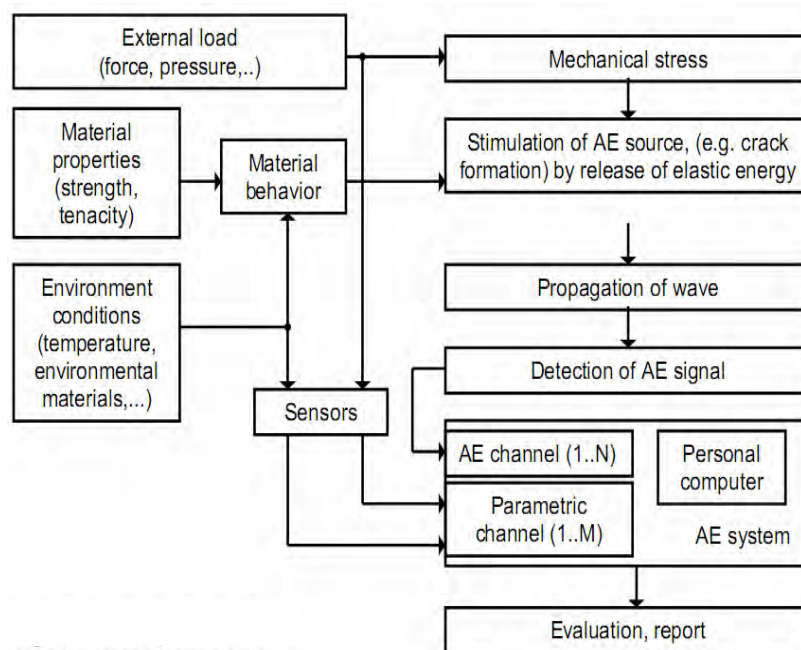 External load
(force, pressure,..)
Mechanical stress
Material
properties
(strength,
tenacity)
Material
behavior
Stimulation of AE source, (e.g. crack
formation) by release of elastic energy
Environment
conditions
(temperature,
environmental
materials,...)
Propagation of wave
Detection of AE signal
Sensors
AE channel (1..N)
Personal
computer
Parametric
channel (1..M)
AE system
Evaluation, report